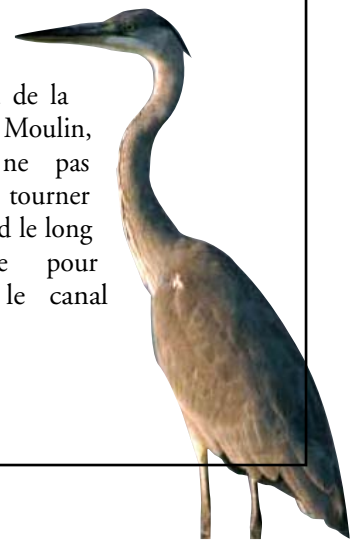 de la
Moulin,
ne pas
tourner
le long
pour
le canal